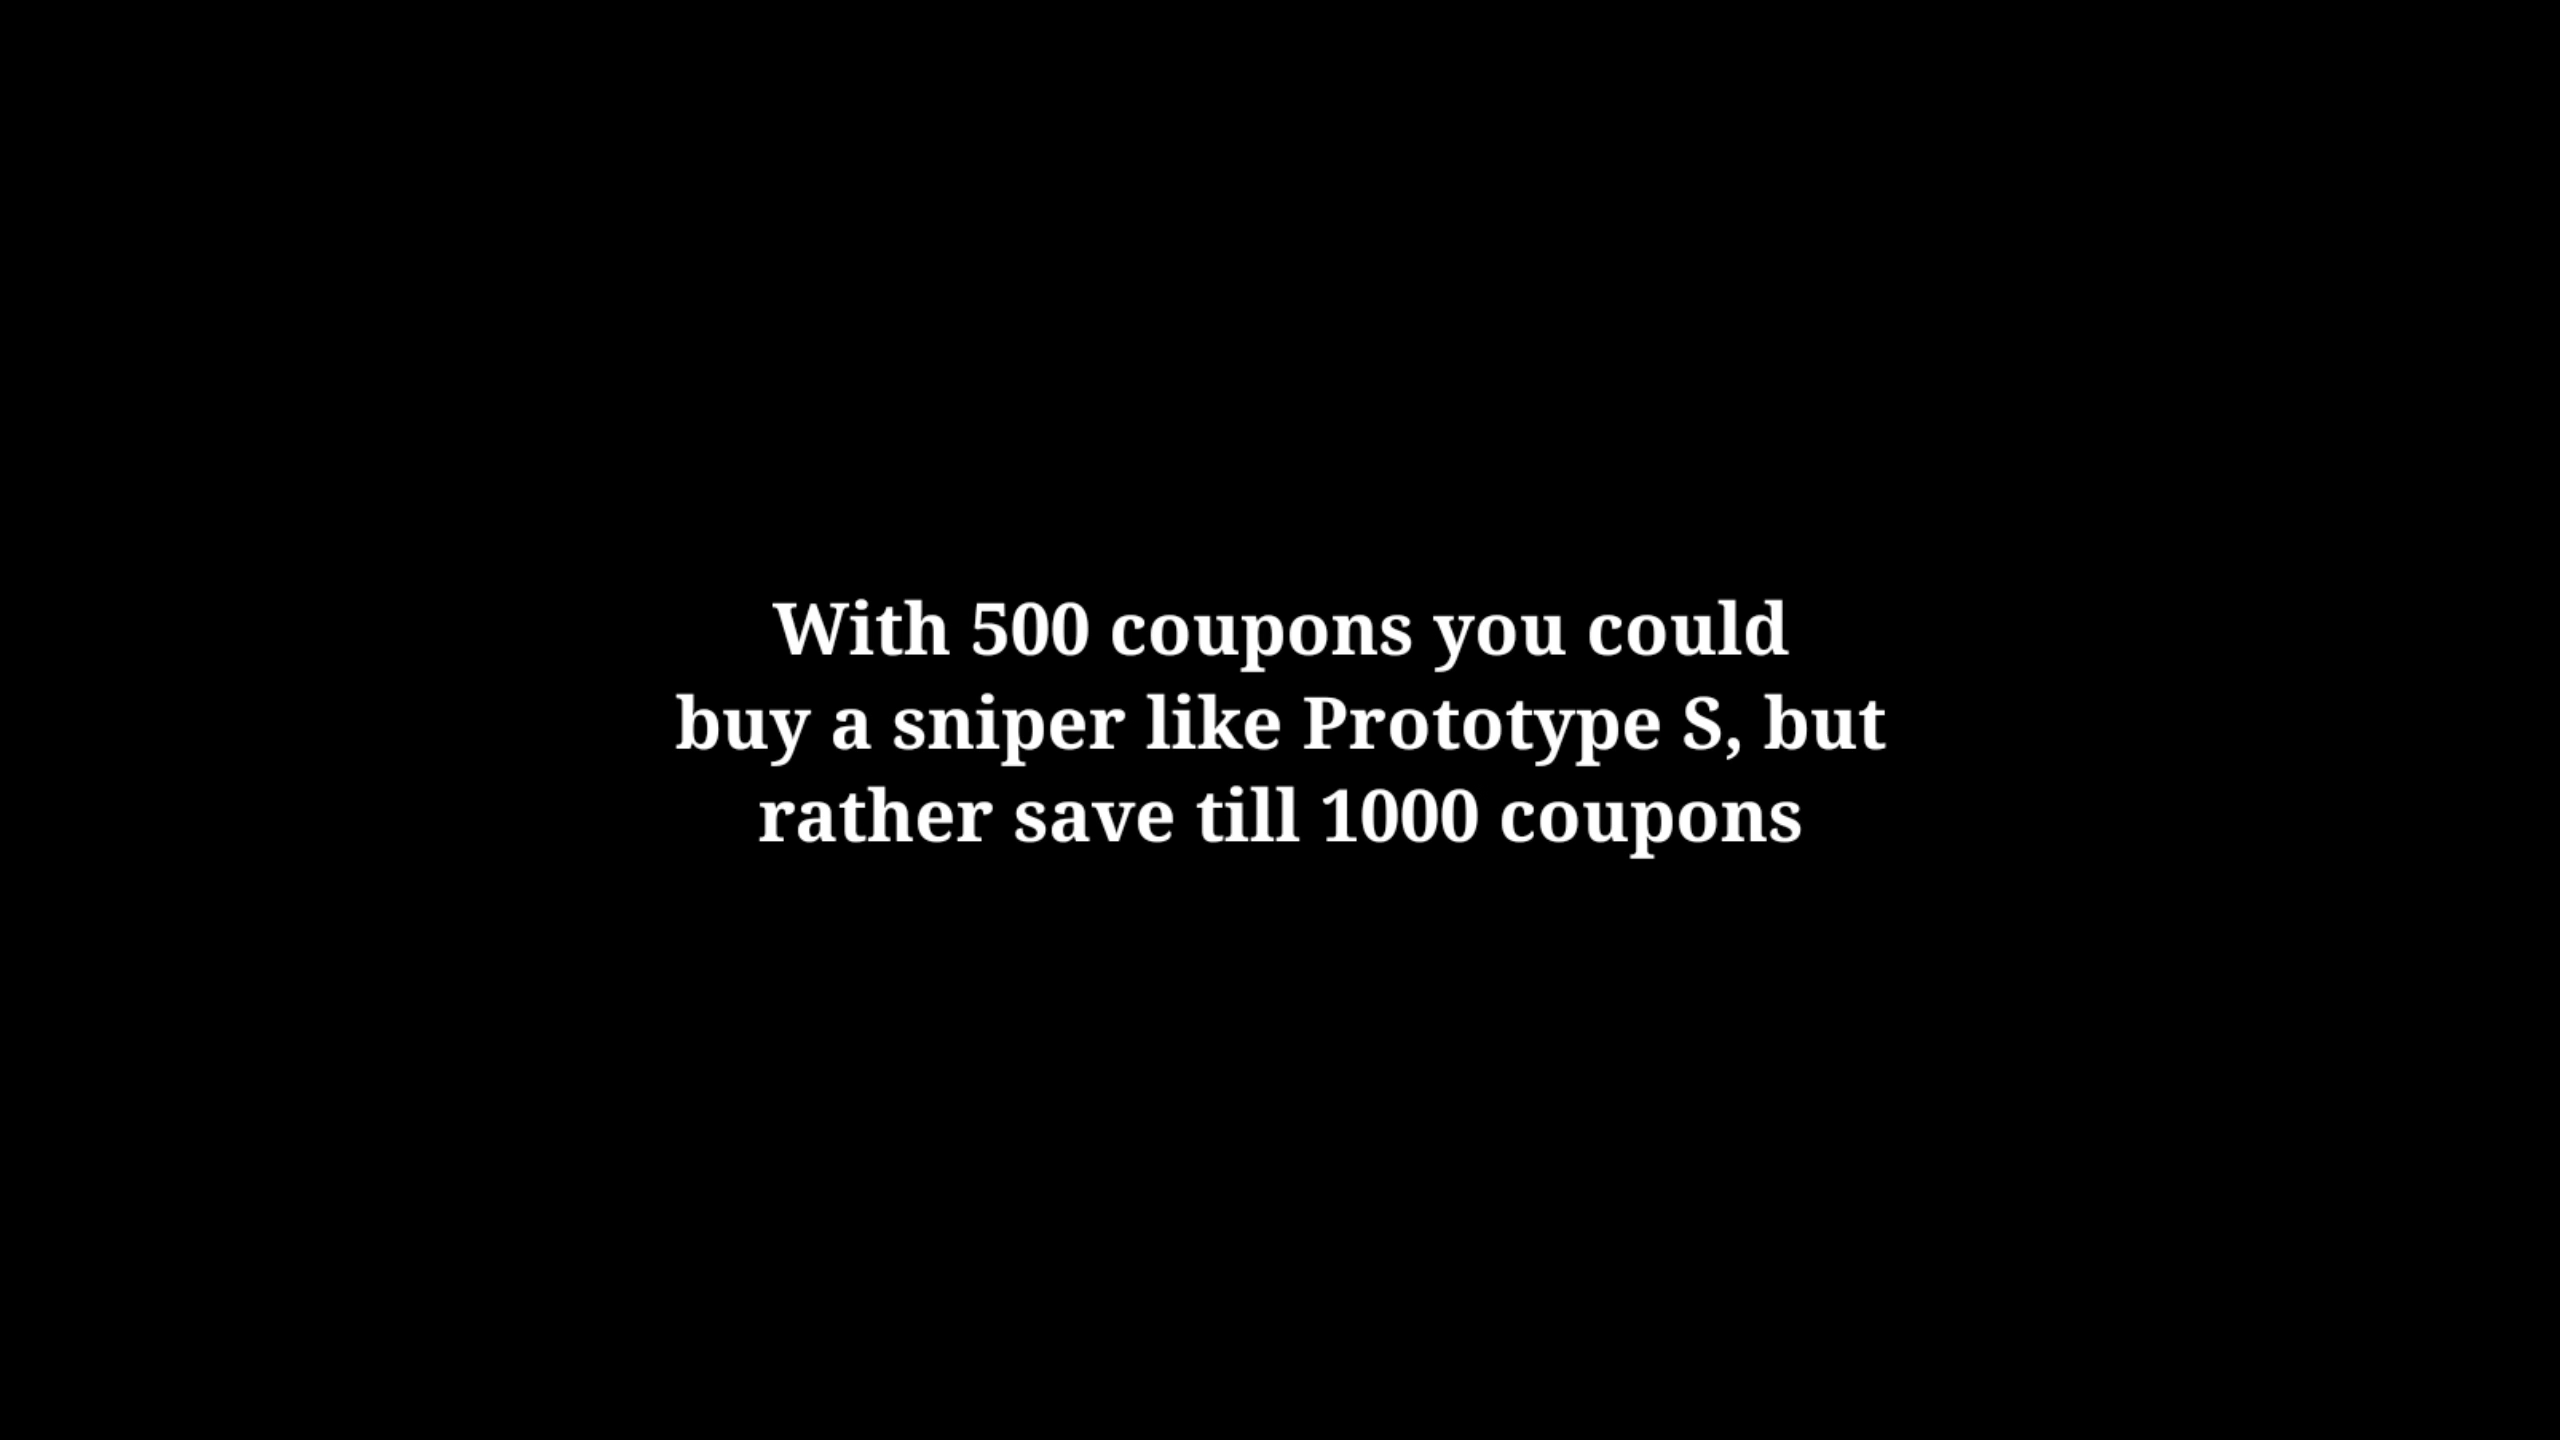 With 500 coupons you could
buy a sniper like Prototype S, but
rather save till 1000 coupons